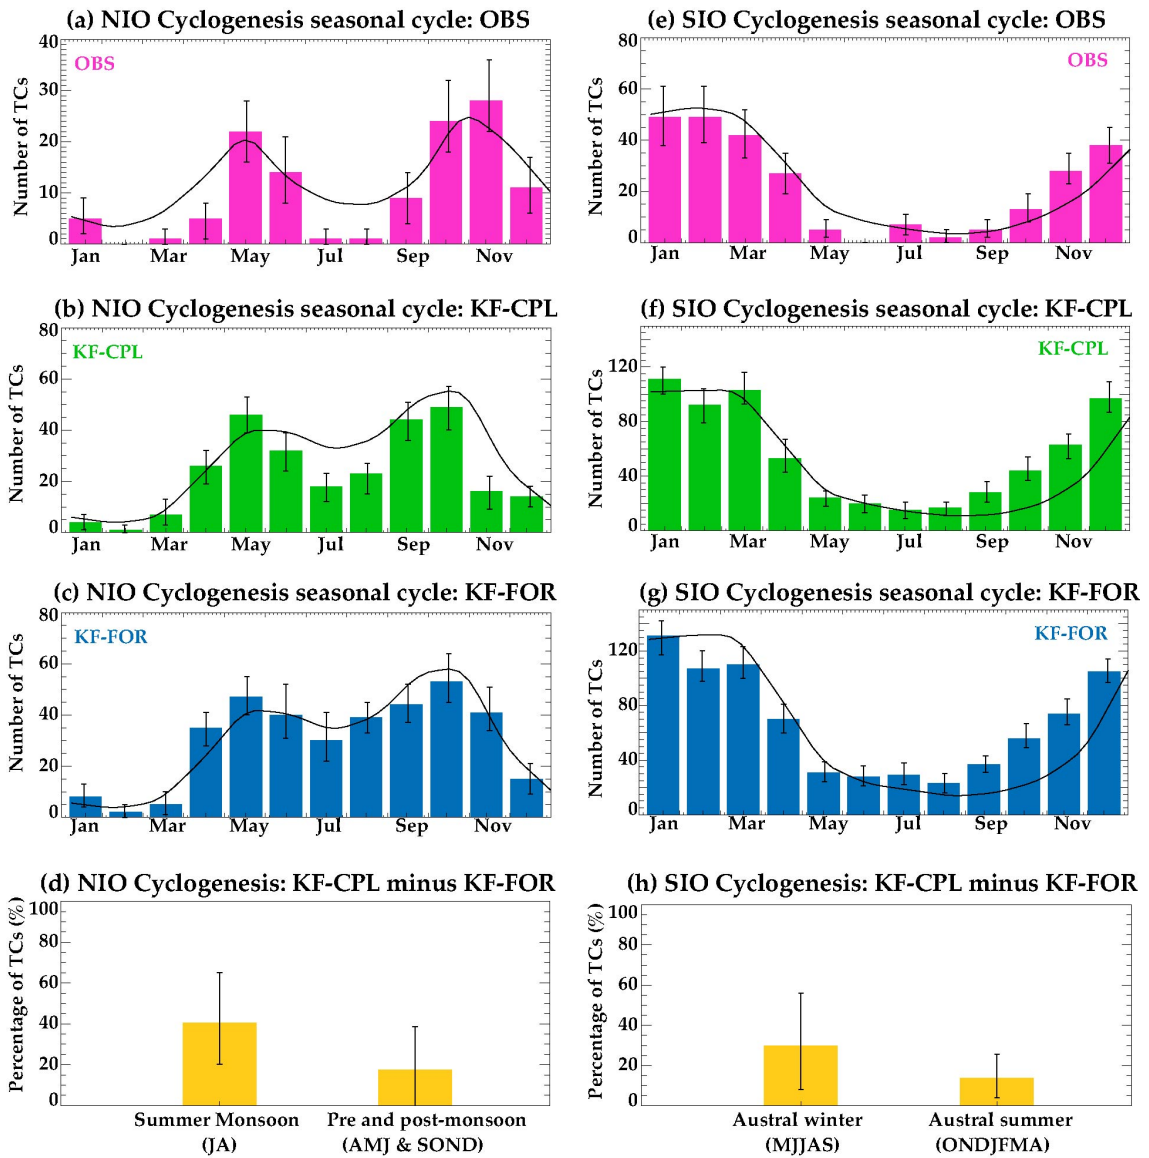 (a) NIO Cyclogenesis seasonal cycle: OBS
Number of TCs
40
30
20
10
0
OBS
Jan Mar May Jul Sep Nov
(b) NIO Cyclogenesis seasonal cycle: KF-CPL
Number of TCs
80
60
40
20
0
KF-CPL
Jan Mar May Jul Sep Nov
(c) NIO Cyclogenesis seasonal cycle: KF-FOR
Number of TCs
80
60
40
20
0
KF-FOR
Jan Mar May Jul Sep Nov
(d) NIO Cyclogenesis: KF-CPL minus KF-FOR
Percentage of TCs (%)
100
80
60
40
20
0
Summer Monsoon
(JA)
Pre and post-monsoon
(AMJ & SOND)
(e) SIO Cyclogenesis seasonal cycle: OBS
Number of TCs
80
60
40
20
0
OBS
Jan Mar May Jul Sep Nov
(f) SIO Cyclogenesis seasonal cycle: KF-CPL
Number of TCs
120
80
40
0
KF-CPL
Jan Mar May Jul Sep Nov
(g) SIO Cyclogenesis seasonal cycle: KF-FOR
Number of TCs
120
80
40
0
KF-FOR
Jan Mar May Jul Sep Nov
(h) SIO Cyclogenesis: KF-CPL minus KF-FOR
Percentage of TCs (%)
100
80
60
40
20
0
Austral winter
(MJJAS)
Austral summer
(ONDJFMA)